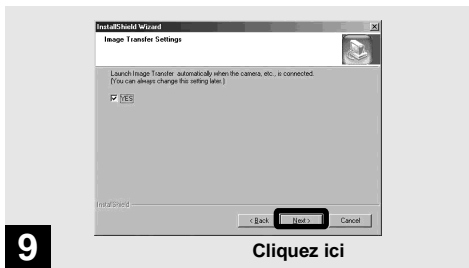 InstallShield Wizard
Image Transfer Settings
Launch Image Transfer automatically when the camera, etc., is connected.
(You can always change this setting later.)
YES
InstallShield
< Back Next > Cancel
9
Cliquez ici